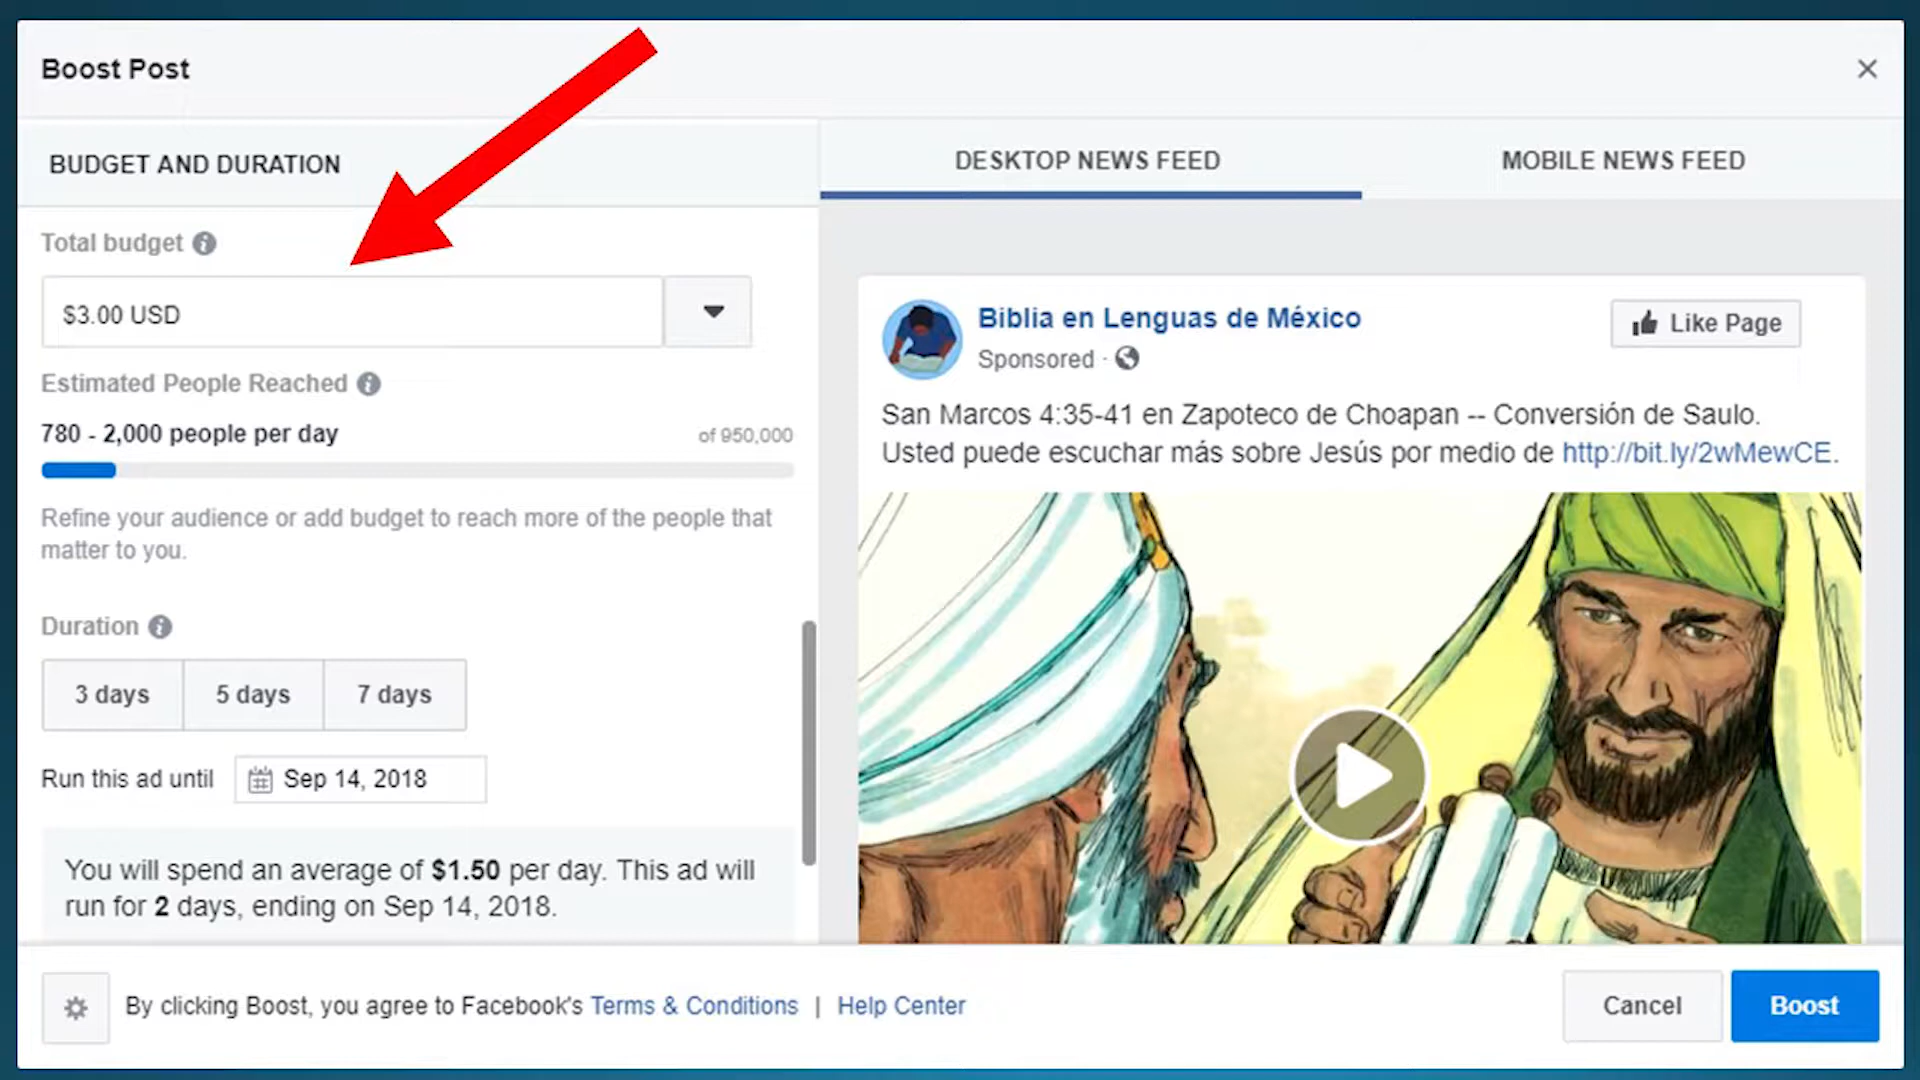 Boost Post
BUDGET AND DURATION
Total budget
$3.00 USD
Estimated People Reached
780 - 2,000 people per day
of 950,000
Refine your audience or add budget to reach more of the people that
matter to you.
Duration
3 days
5 days
7 days
Run this ad until
Sep 14, 2018
You will spend an average of $1.50 per day. This ad will
run for 2 days, ending on Sep 14, 2018.
DESKTOP NEWS FEED
MOBILE NEWS FEED
Biblia en Lenguas de México
Sponsored ·
Like Page
San Marcos 4:35-41 en Zapoteco de Choapan -- Conversión de Saulo.
Usted puede escuchar más sobre Jesús por medio de http://bit.ly/2wMewCE.
By clicking Boost, you agree to Facebook's Terms & Conditions | Help Center
Cancel
Boost